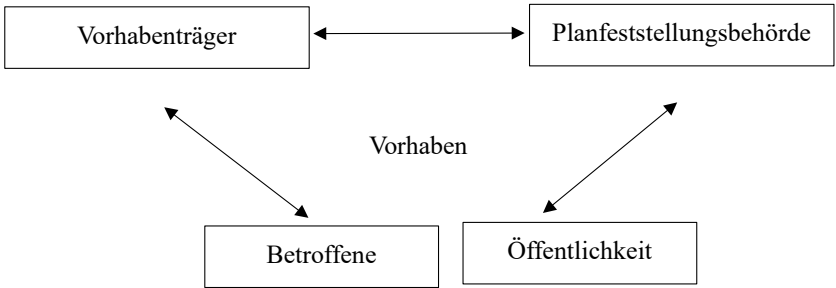 Vorhabenträger
Planfeststellungsbehörde
Vorhaben
Betroffene
Öffentlichkeit